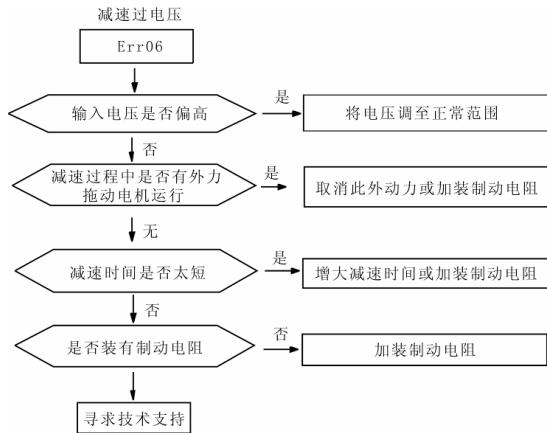 减速过电压
Err06
输入电压是否偏高
是
将电压调至正常范围
否
减速过程中是否有外力
拖动电机运行
是
取消此外动力或加装制动电阻
无
减速时间是否太短
是
增大减速时间或加装制动电阻
否
是否装有制动电阻
否
加装制动电阻
寻求技术支持